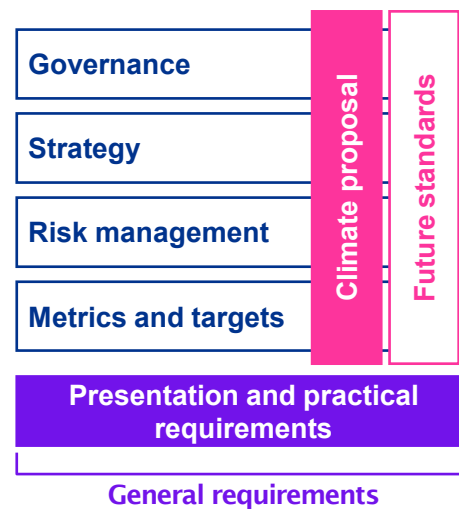 Governance
Strategy
Risk management
Metrics and targets
Climate proposal
Future standards
Presentation and practical
requirements
General requirements